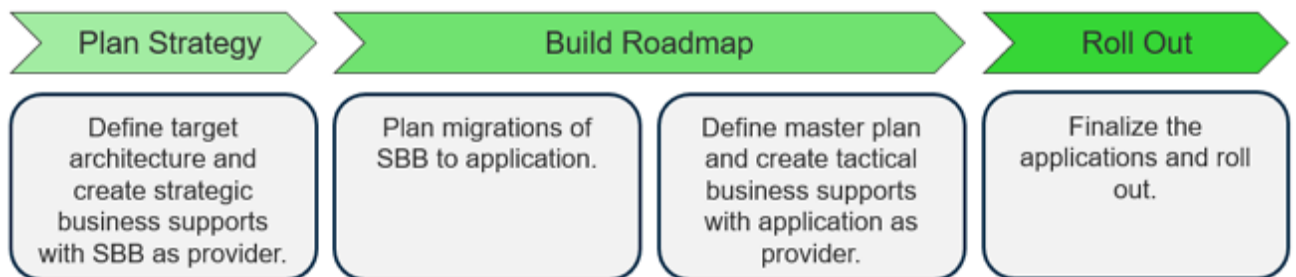 Plan Strategy
Build Roadmap
Roll Out
Define target
architecture and
create strategic
business supports
with SBB as provider.
Plan migrations of
SBB to application.
Define master plan
and create tactical
business supports
with application as
provider.
Finalize the
applications and roll
out.